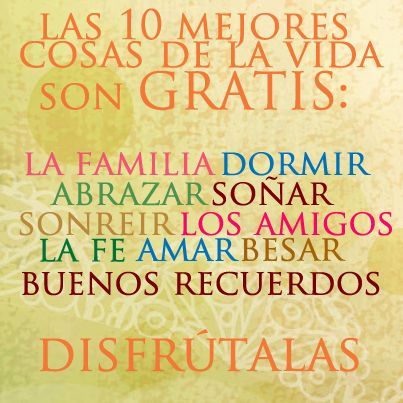 LAS 10 MEJORES
COSAS DE LA VIDA
SON GRATIS:
LA FAMILIA DORMIR
ABRAZAR SOÑAR
SONREIR LOS AMIGOS
LA FE AMAR BESAR
BUENOS RECUERDOS
DISFRÚTALAS